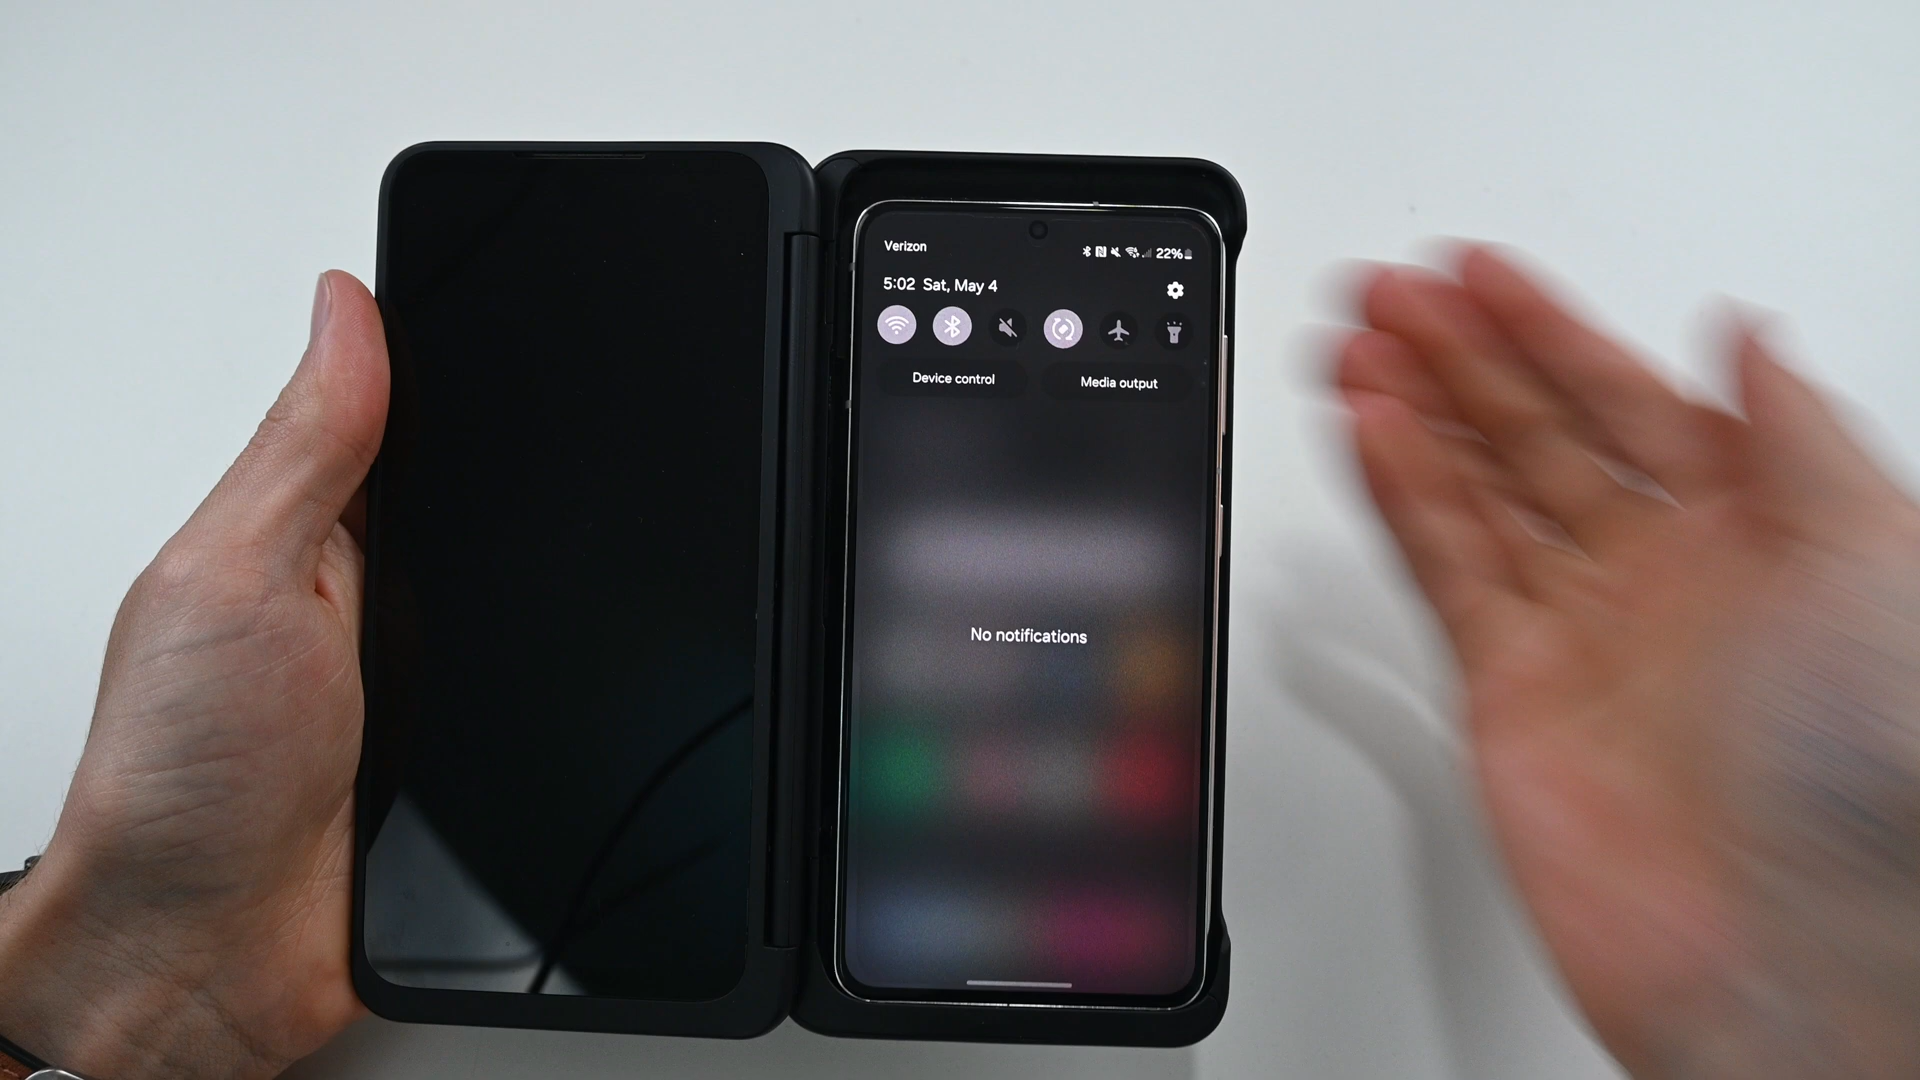 Verizon
22%
5:02 Sat, May 4
Device control
Media output
No notifications